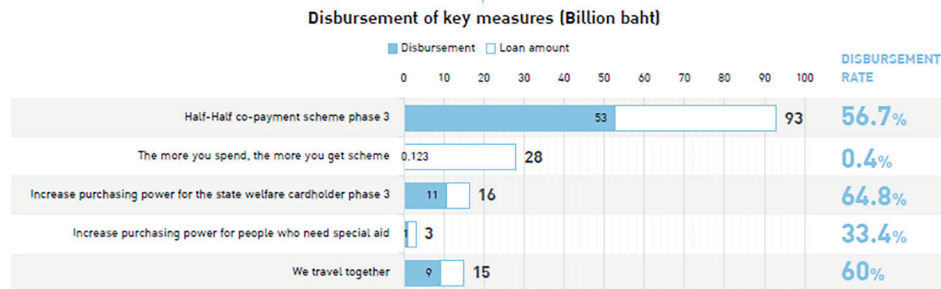 Disbursement of key measures (Billion baht)
Disbursement Loan amount
DISBURSEMENT
RATE
0 10 20 30 40 50 60 70 80 90 100
Half-Half co-payment scheme phase 3 53 93 56.7%
The more you spend, the more you get scheme 0.123 28 0.4%
Increase purchasing power for the state welfare cardholder phase 3 11 16 64.8%
Increase purchasing power for people who need special aid 1 3 33.4%
We travel together 9 15 60%